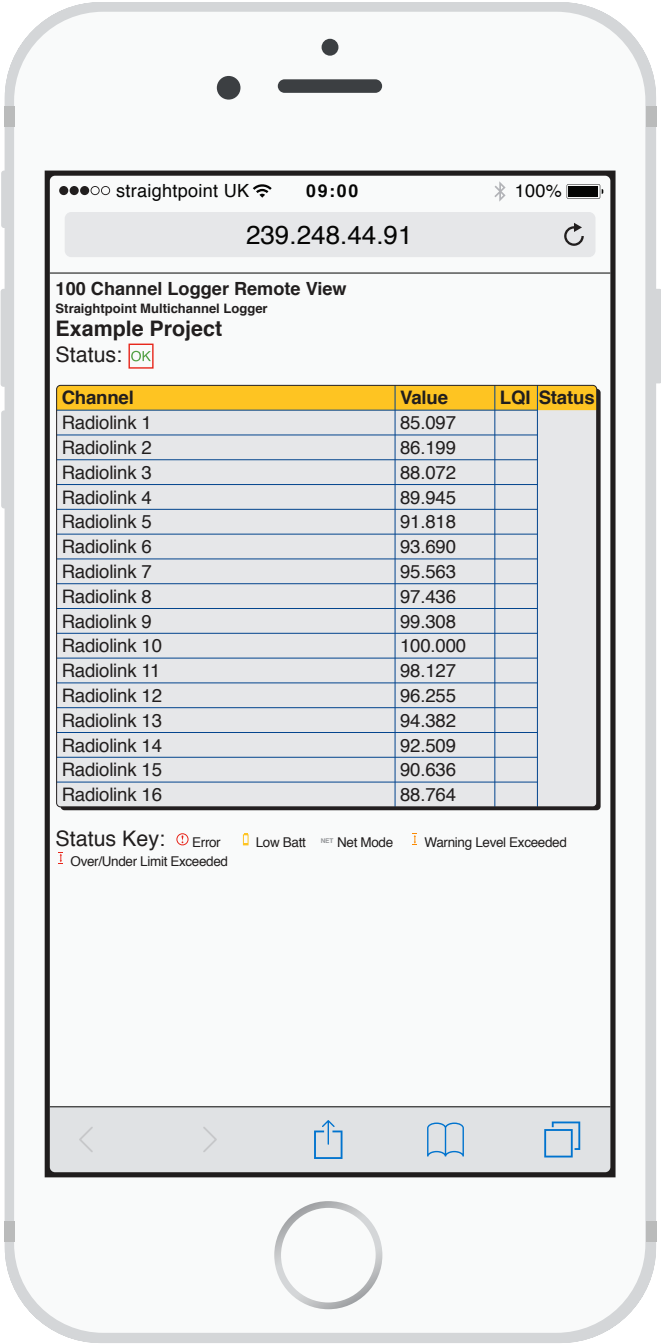 straightpoint UK 09:00 100%
239.248.44.91
100 Channel Logger Remote View
Straightpoint Multichannel Logger
Example Project
Status: OK
Channel Value LQI Status
Radiolink 1 85.097
Radiolink 2 86.199
Radiolink 3 88.072
Radiolink 4 89.945
Radiolink 5 91.818
Radiolink 6 93.690
Radiolink 7 95.563
Radiolink 8 97.436
Radiolink 9 99.308
Radiolink 10 100.000
Radiolink 11 98.127
Radiolink 12 96.255
Radiolink 13 94.382
Radiolink 14 92.509
Radiolink 15 90.636
Radiolink 16 88.764
Status Key: Error Low Batt NET Net Mode Warning Level Exceeded
Over/Under Limit Exceeded